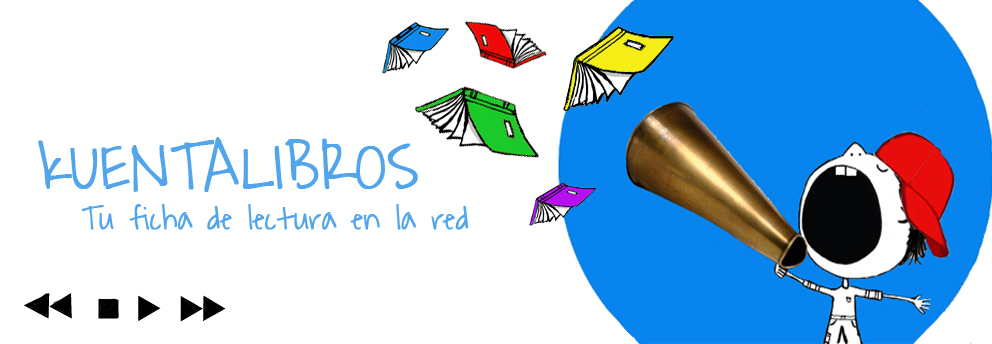 kUENTALIBROS
Tu ficha de lectura en la red